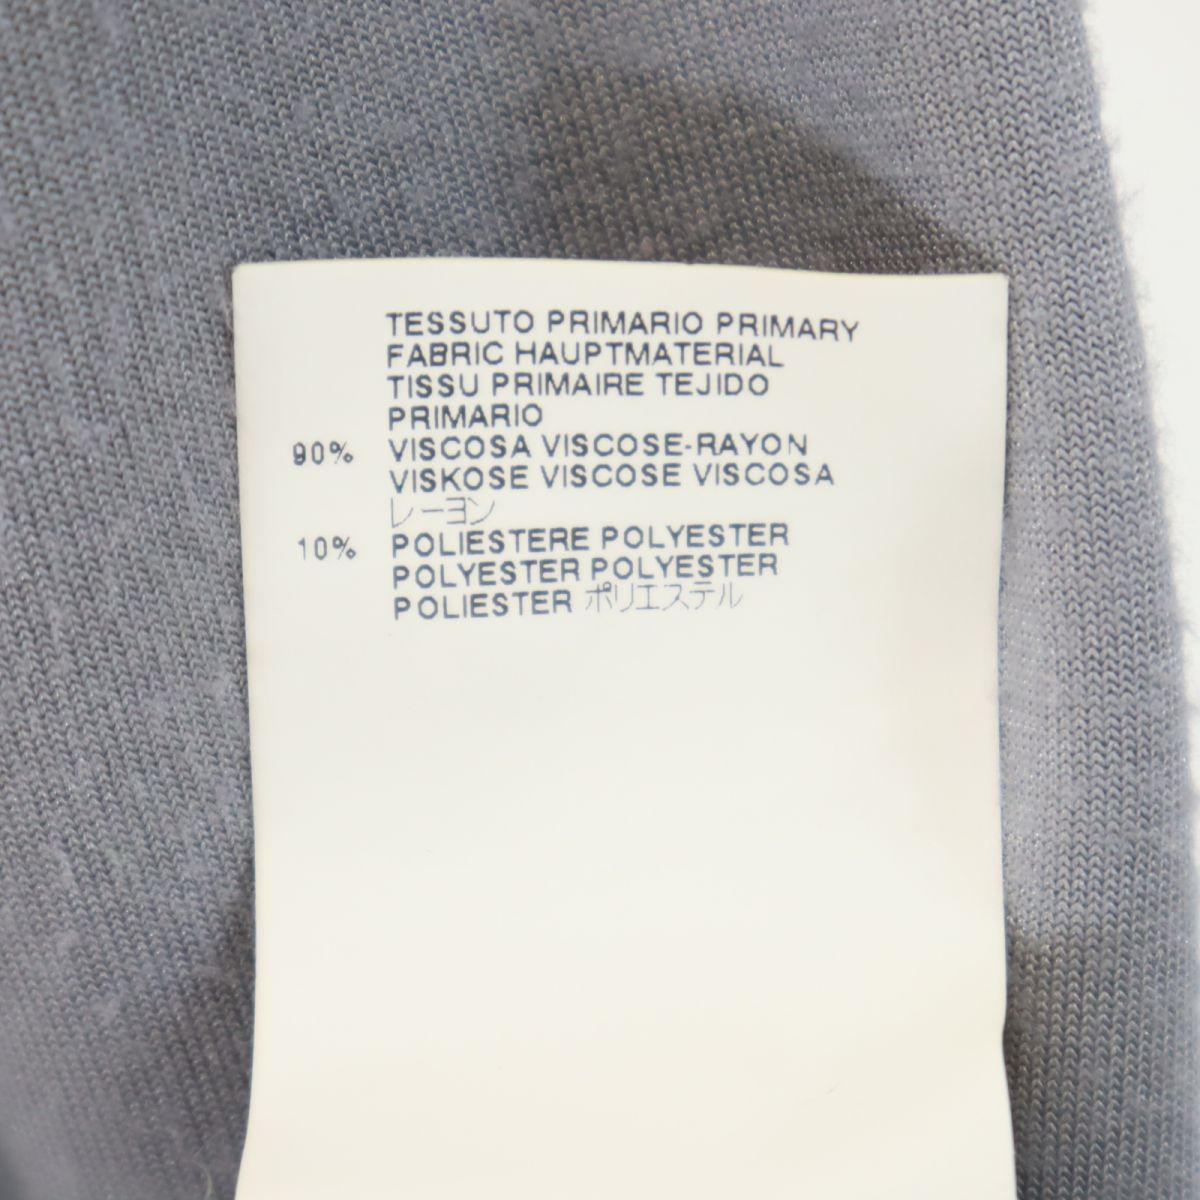 TESSUTO PRIMARIO PRIMARY
FABRIC HAUPTMATERIAL
TISSU PRIMAIRE TEJIDO
PRIMARIO
90% VISCOSA VISCOSE-RAYON
VISKOSE VISCOSE VISCOSA
レーヨン
10% POLIESTERE POLYESTER
POLYESTER POLYESTER
POLIESTER ポリエステル